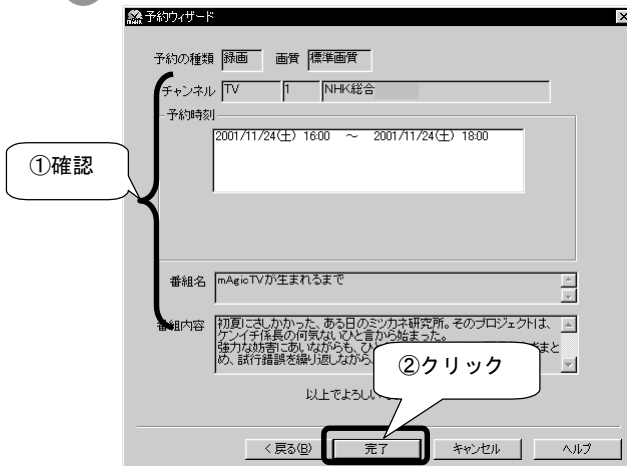 予約ウィザード
予約の種類 録画 画質 標準画質
チャンネル TV 1 NHK総合
予約時刻
2001/11/24(土) 16:00 ～ 2001/11/24(土) 18:00
①確認
番組名 mAgicTVが生まれるまで
番組内容 初夏にさしかかった、ある日のミツカネ研究所。そのプロジェクトは、
ケンイチ係長の何気ないひと言から始まった。
強力な妨害にあいながらも、ひ
め、試行錯誤を繰り返しながら、
②クリック
以上でよろし
< 戻る(B) 完了 キャンセル ヘルプ